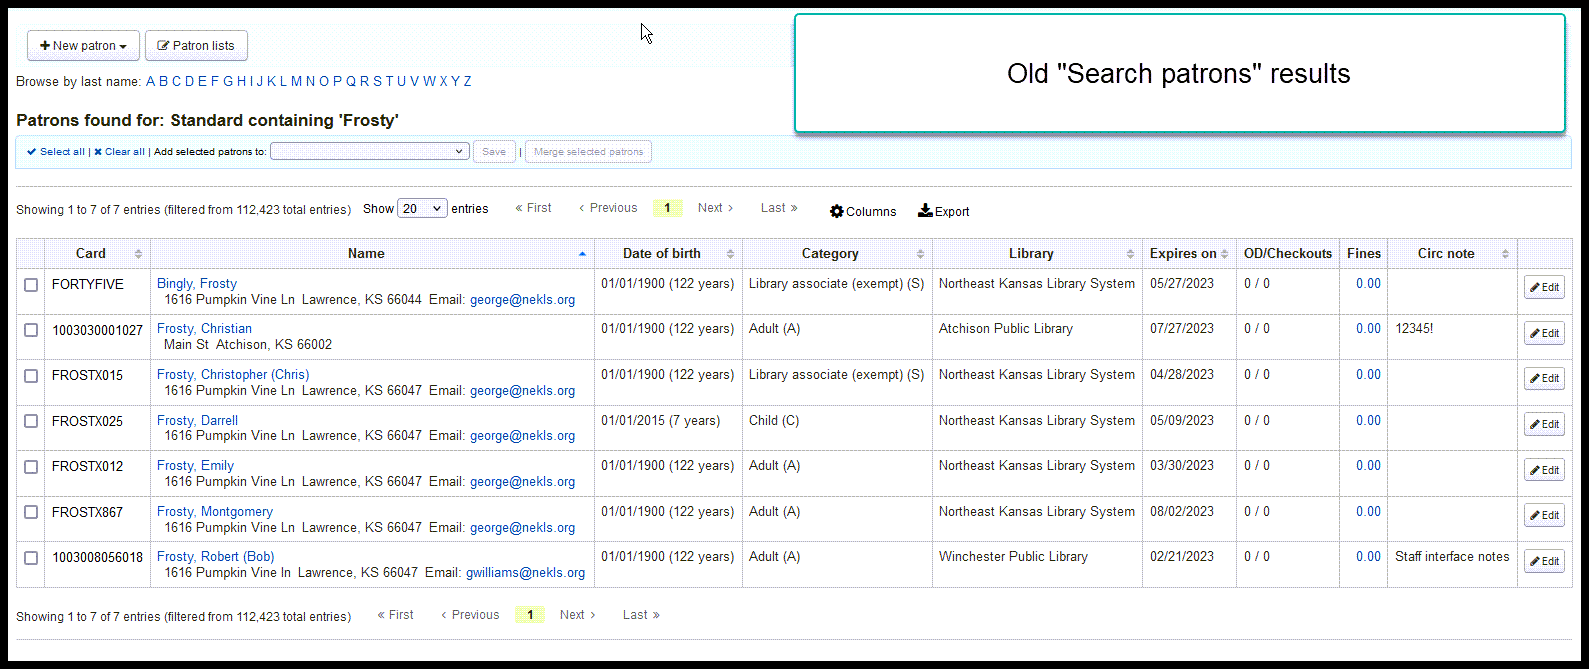 New patron Patron lists
Old "Search patrons" results
Browse by last name: A B C D E F G H I J K L M N O P Q R S T U V W X Y Z
Patrons found for: Standard containing 'Frosty'
Select all | Clear all | Add selected patrons to: Save | Merge selected patrons
Showing 1 to 7 of 7 entries (filtered from 112,423 total entries) Show 20 entries « First < Previous 1 Next > Last » Columns Export
Card Name Date of birth Category Library Expires on OD/Checkouts Fines Circ note
FORTYFIVE Bingly, Frosty 01/01/1900 (122 years) Library associate (exempt) (S) Northeast Kansas Library System 05/27/2023 0 / 0 0.00 Edit
1616 Pumpkin Vine Ln Lawrence, KS 66044 Email: george@nekls.org
1003030001027 Frosty, Christian 01/01/1900 (122 years) Adult (A) Atchison Public Library 07/27/2023 0 / 0 0.00 12345! Edit
Main St Atchison, KS 66002
FROSTX015 Frosty, Christopher (Chris) 01/01/1900 (122 years) Library associate (exempt) (S) Northeast Kansas Library System 04/28/2023 0 / 0 0.00 Edit
1616 Pumpkin Vine Ln Lawrence, KS 66047 Email: george@nekls.org
FROSTX025 Frosty, Darrell 01/01/2015 (7 years) Child (C) Northeast Kansas Library System 05/09/2023 0 / 0 0.00 Edit
1616 Pumpkin Vine Ln Lawrence, KS 66047 Email: george@nekls.org
FROSTX012 Frosty, Emily 01/01/1900 (122 years) Adult (A) Northeast Kansas Library System 03/30/2023 0 / 0 0.00 Edit
1616 Pumpkin Vine Ln Lawrence, KS 66047 Email: george@nekls.org
FROSTX867 Frosty, Montgomery 01/01/1900 (122 years) Adult (A) Northeast Kansas Library System 08/02/2023 0 / 0 0.00 Edit
1616 Pumpkin Vine Ln Lawrence, KS 66047 Email: george@nekls.org
1003008056018 Frosty, Robert (Bob) 01/01/1900 (122 years) Adult (A) Winchester Public Library 02/21/2023 0 / 0 0.00 Staff interface notes Edit
1616 Pumpkin Vine ln Lawrence, KS 66047 Email: gwilliams@nekls.org
Showing 1 to 7 of 7 entries (filtered from 112,423 total entries) « First < Previous 1 Next > Last »